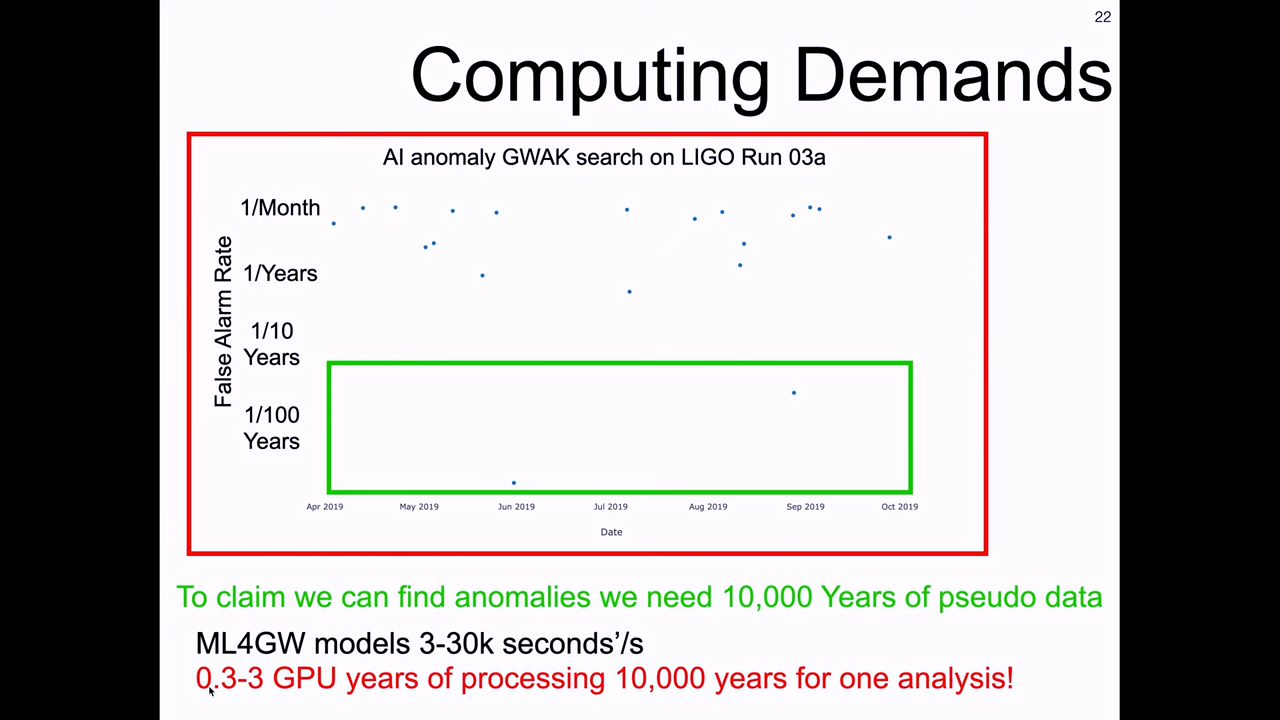 22
Computing Demands
AI anomaly GWAK search on LIGO Run 03a
False Alarm Rate
1/Month
1/Years
1/10
Years
1/100
Years
Apr 2019 May 2019 Jun 2019 Jul 2019 Aug 2019 Sep 2019 Oct 2019
Date
To claim we can find anomalies we need 10,000 Years of pseudo data
ML4GW models 3-30k seconds’/s
0.3-3 GPU years of processing 10,000 years for one analysis!